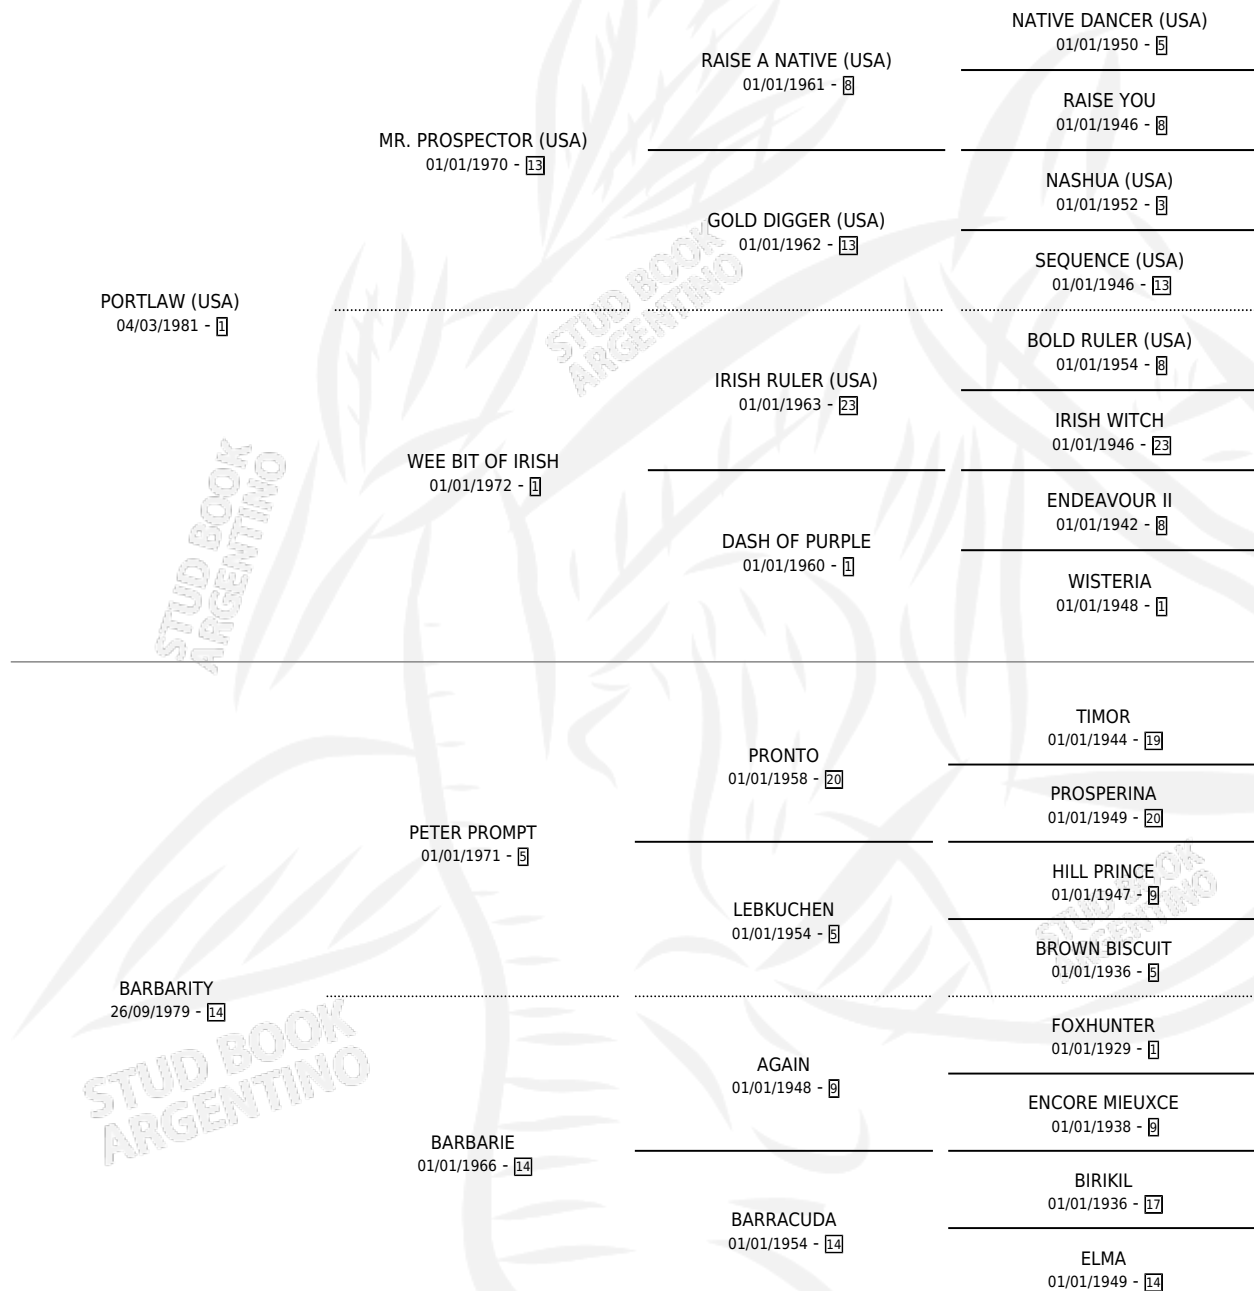 NATIVE DANCER (USA)
01/01/1950 - 5
RAISE A NATIVE (USA)
01/01/1961 - 8
RAISE YOU
01/01/1946 - 8
MR. PROSPECTOR (USA)
01/01/1970 - 13
NASHUA (USA)
01/01/1952 - 3
GOLD DIGGER (USA)
01/01/1962 - 13
SEQUENCE (USA)
01/01/1946 - 13
PORTLAW (USA)
04/03/1981 - 1
STUD BOOK
ARGENTINO
BOLD RULER (USA)
01/01/1954 - 8
IRISH RULER (USA)
01/01/1963 - 23
IRISH WITCH
01/01/1946 - 23
WEE BIT OF IRISH
01/01/1972 - 1
ENDEAVOUR II
01/01/1942 - 8
DASH OF PURPLE
01/01/1960 - 1
WISTERIA
01/01/1948 - 1
STUD BOOK
ARGENTINO
TIMOR
01/01/1944 - 19
PRONTO
01/01/1958 - 20
PROSPERINA
01/01/1949 - 20
PETER PROMPT
01/01/1971 - 5
HILL PRINCE
01/01/1947 - 9
LEBKUCHEN
01/01/1954 - 5
BROWN BISCUIT
01/01/1936 - 5
STUD BOOK
ARGENTINO
BARBARITY
26/09/1979 - 14
FOXHUNTER
01/01/1929 - 1
AGAIN
01/01/1948 - 9
ENCORE MIEUXCE
01/01/1938 - 9
STUD BOOK
ARGENTINO
BARBARIE
01/01/1966 - 14
BIRIKIL
01/01/1936 - 17
BARRACUDA
01/01/1954 - 14
ELMA
01/01/1949 - 14